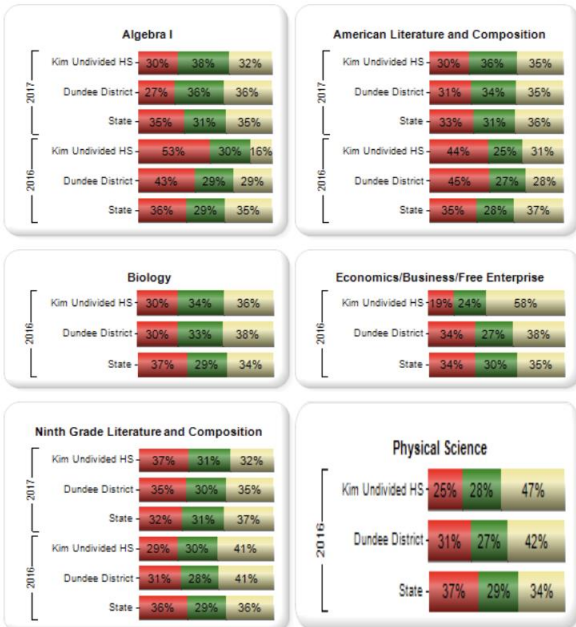 Algebra I
2017
Kim Undivided HS 30% 38% 32%
Dundee District 27% 36% 36%
State 35% 31% 35%
2016
Kim Undivided HS 53% 30% 16%
Dundee District 43% 29% 29%
State 36% 29% 35%
American Literature and Composition
2017
Kim Undivided HS 30% 36% 35%
Dundee District 31% 34% 35%
State 33% 31% 36%
2016
Kim Undivided HS 44% 25% 31%
Dundee District 45% 27% 28%
State 35% 28% 37%
Biology
2016
Kim Undivided HS 30% 34% 36%
Dundee District 30% 33% 38%
State 37% 29% 34%
Economics/Business/Free Enterprise
2016
Kim Undivided HS 19% 24% 58%
Dundee District 34% 27% 38%
State 34% 30% 35%
Ninth Grade Literature and Composition
2017
Kim Undivided HS 37% 31% 32%
Dundee District 35% 30% 35%
State 32% 31% 37%
2016
Kim Undivided HS 29% 30% 41%
Dundee District 31% 28% 41%
State 36% 29% 36%
Physical Science
2016
Kim Undivided HS 25% 28% 47%
Dundee District 31% 27% 42%
State 37% 29% 34%